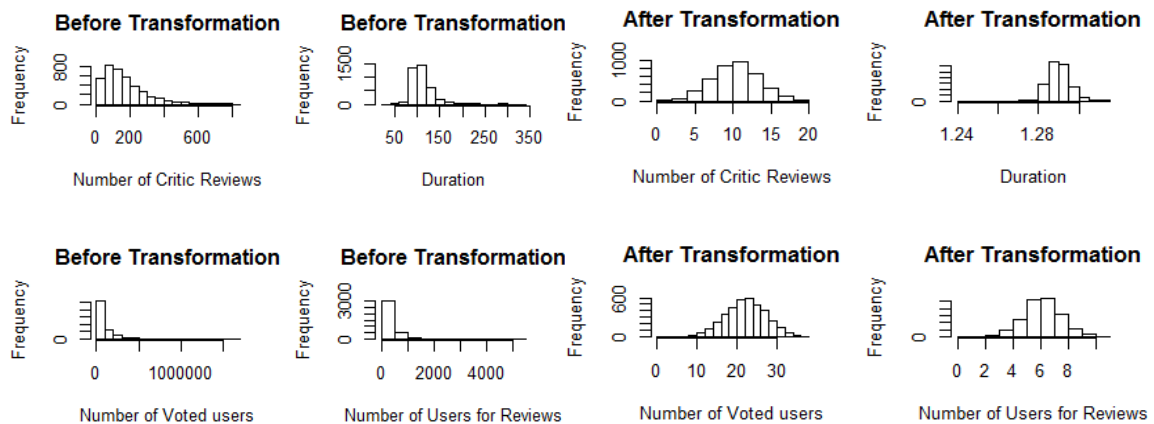 Before Transformation
Frequency
800
0
0 200 600
Number of Critic Reviews
Before Transformation
Frequency
1500
0
50 150 250 350
Duration
After Transformation
Frequency
1000
0
0 5 10 15 20
Number of Critic Reviews
After Transformation
Frequency
0
1.24 1.28
Duration
Before Transformation
Frequency
0
0 1000000
Number of Voted users
Before Transformation
Frequency
3000
0
0 2000 4000
Number of Users for Reviews
After Transformation
Frequency
600
0
0 10 20 30
Number of Voted users
After Transformation
Frequency
0
0 2 4 6 8
Number of Users for Reviews